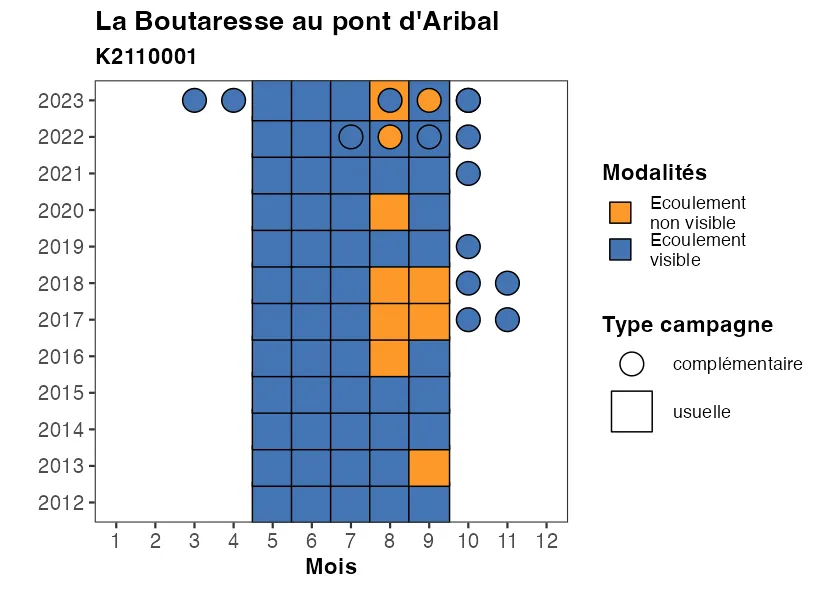 La Boutaresse au pont d'Aribal
K2110001
2023
2022
2021
2020
2019
2018
2017
2016
2015
2014
2013
2012
1 2 3 4 5 6 7 8 9 10 11 12
Mois
Modalités
Ecoulement
non visible
Ecoulement
visible
Type campagne
complémentaire
usuelle